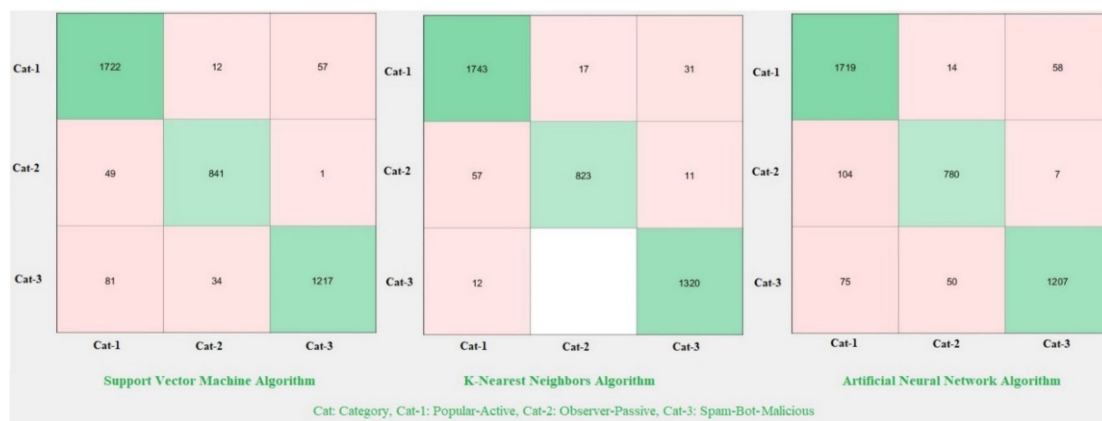 Cat-1 1722 12 57 Cat-1 1743 17 31 Cat-1 1719 14 58
Cat-2 49 841 1 Cat-2 57 823 11 Cat-2 104 780 7
Cat-3 81 34 1217 Cat-3 12 1320 Cat-3 75 50 1207
Cat-1 Cat-2 Cat-3 Cat-1 Cat-2 Cat-3 Cat-1 Cat-2 Cat-3
Support Vector Machine Algorithm K-Nearest Neighbors Algorithm Artificial Neural Network Algorithm
Cat: Category, Cat-1: Popular-Active, Cat-2: Observer-Passive, Cat-3: Spam-Bot-Malicious